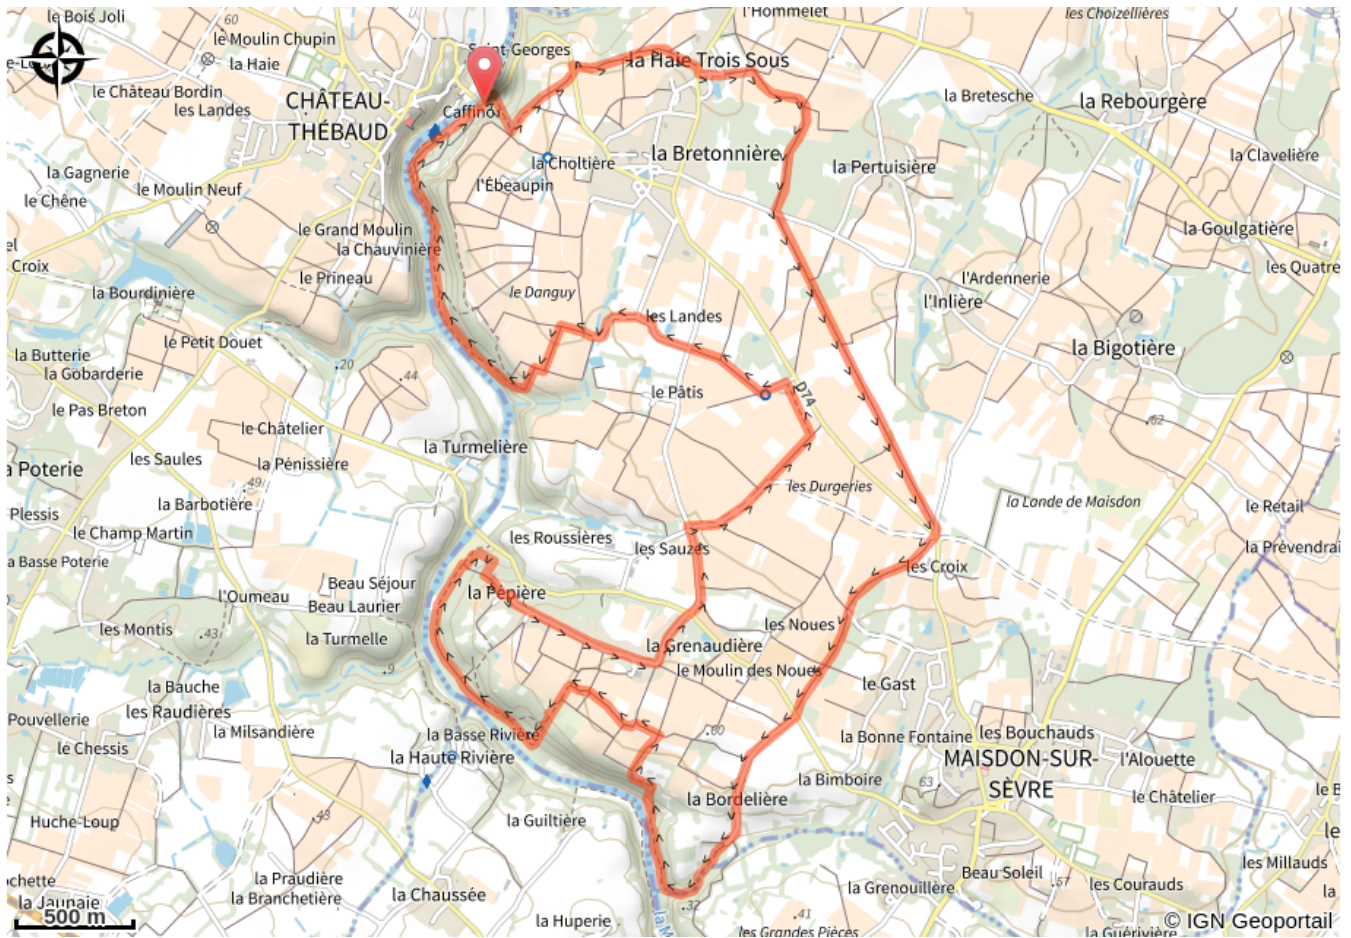 le Bois Joli
60
l'Hommelet
les Choizellières
le Moulin Chupin
Saint-Georges
la Haie
la Haie Trois Sous
le Château Bordin
les Landes
CHÂTEAU-
THÉBAUD
Caffino
la Bretesche
la Rebourgère
la Choltière
la Bretonnière
la Pertuisière
la Clavelière
la Gagnerie
le Moulin Neuf
l'Ébeaupin
le Chêne
le Grand Moulin
la Chauvinière
la Goulgatière
Croix
le Prineau
les Quatre
la Bourdinière
le Danguy
l'Ardennerie
l'Inlière
les Landes
le Petit Douet
la Bigotière
la Butterie
la Gobarderie
.20
.44
le Pâtis
D74
le Pas Breton
.62
le Châtelier
la Turmelière
a Poterie
les Saules
la Pénissière
.49
les Durgeries
la Barbotière
la Lande de Maisdon
le Retail
Plessis
le Champ Martin
les Roussières
les Sauzes
la Prévendrai
a Basse Poterie
les Croix
Beau Séjour
la Pépière
l'Oumeau
Beau Laurier
les Montis
.43
la Turmelle
les Noues
la Grenaudière
.9
le Moulin des Noues
la Bauche
le Gast
les Raudières
Pouvellerie
la Milsandière
la Basse Rivière
.60
la Bonne Fontaine
les Bouchauds
le Chessis
la Haute Rivière
MAISDON-SUR-
SÈVRE
l'Alouette
la Bimboire
63
la Bordelière
le Châtelier
Huche-Loup
.43
la Guiltière
les Millauds
la Praudière
Beau Soleil
.57
les Courauds
ochette
la Jaunaie
la Branchetière
la Chaussée
la Grenouillère
.32
500 m
la Huperie
.41
les Grandes Pièces
la Guérivière
© IGN Geoportail